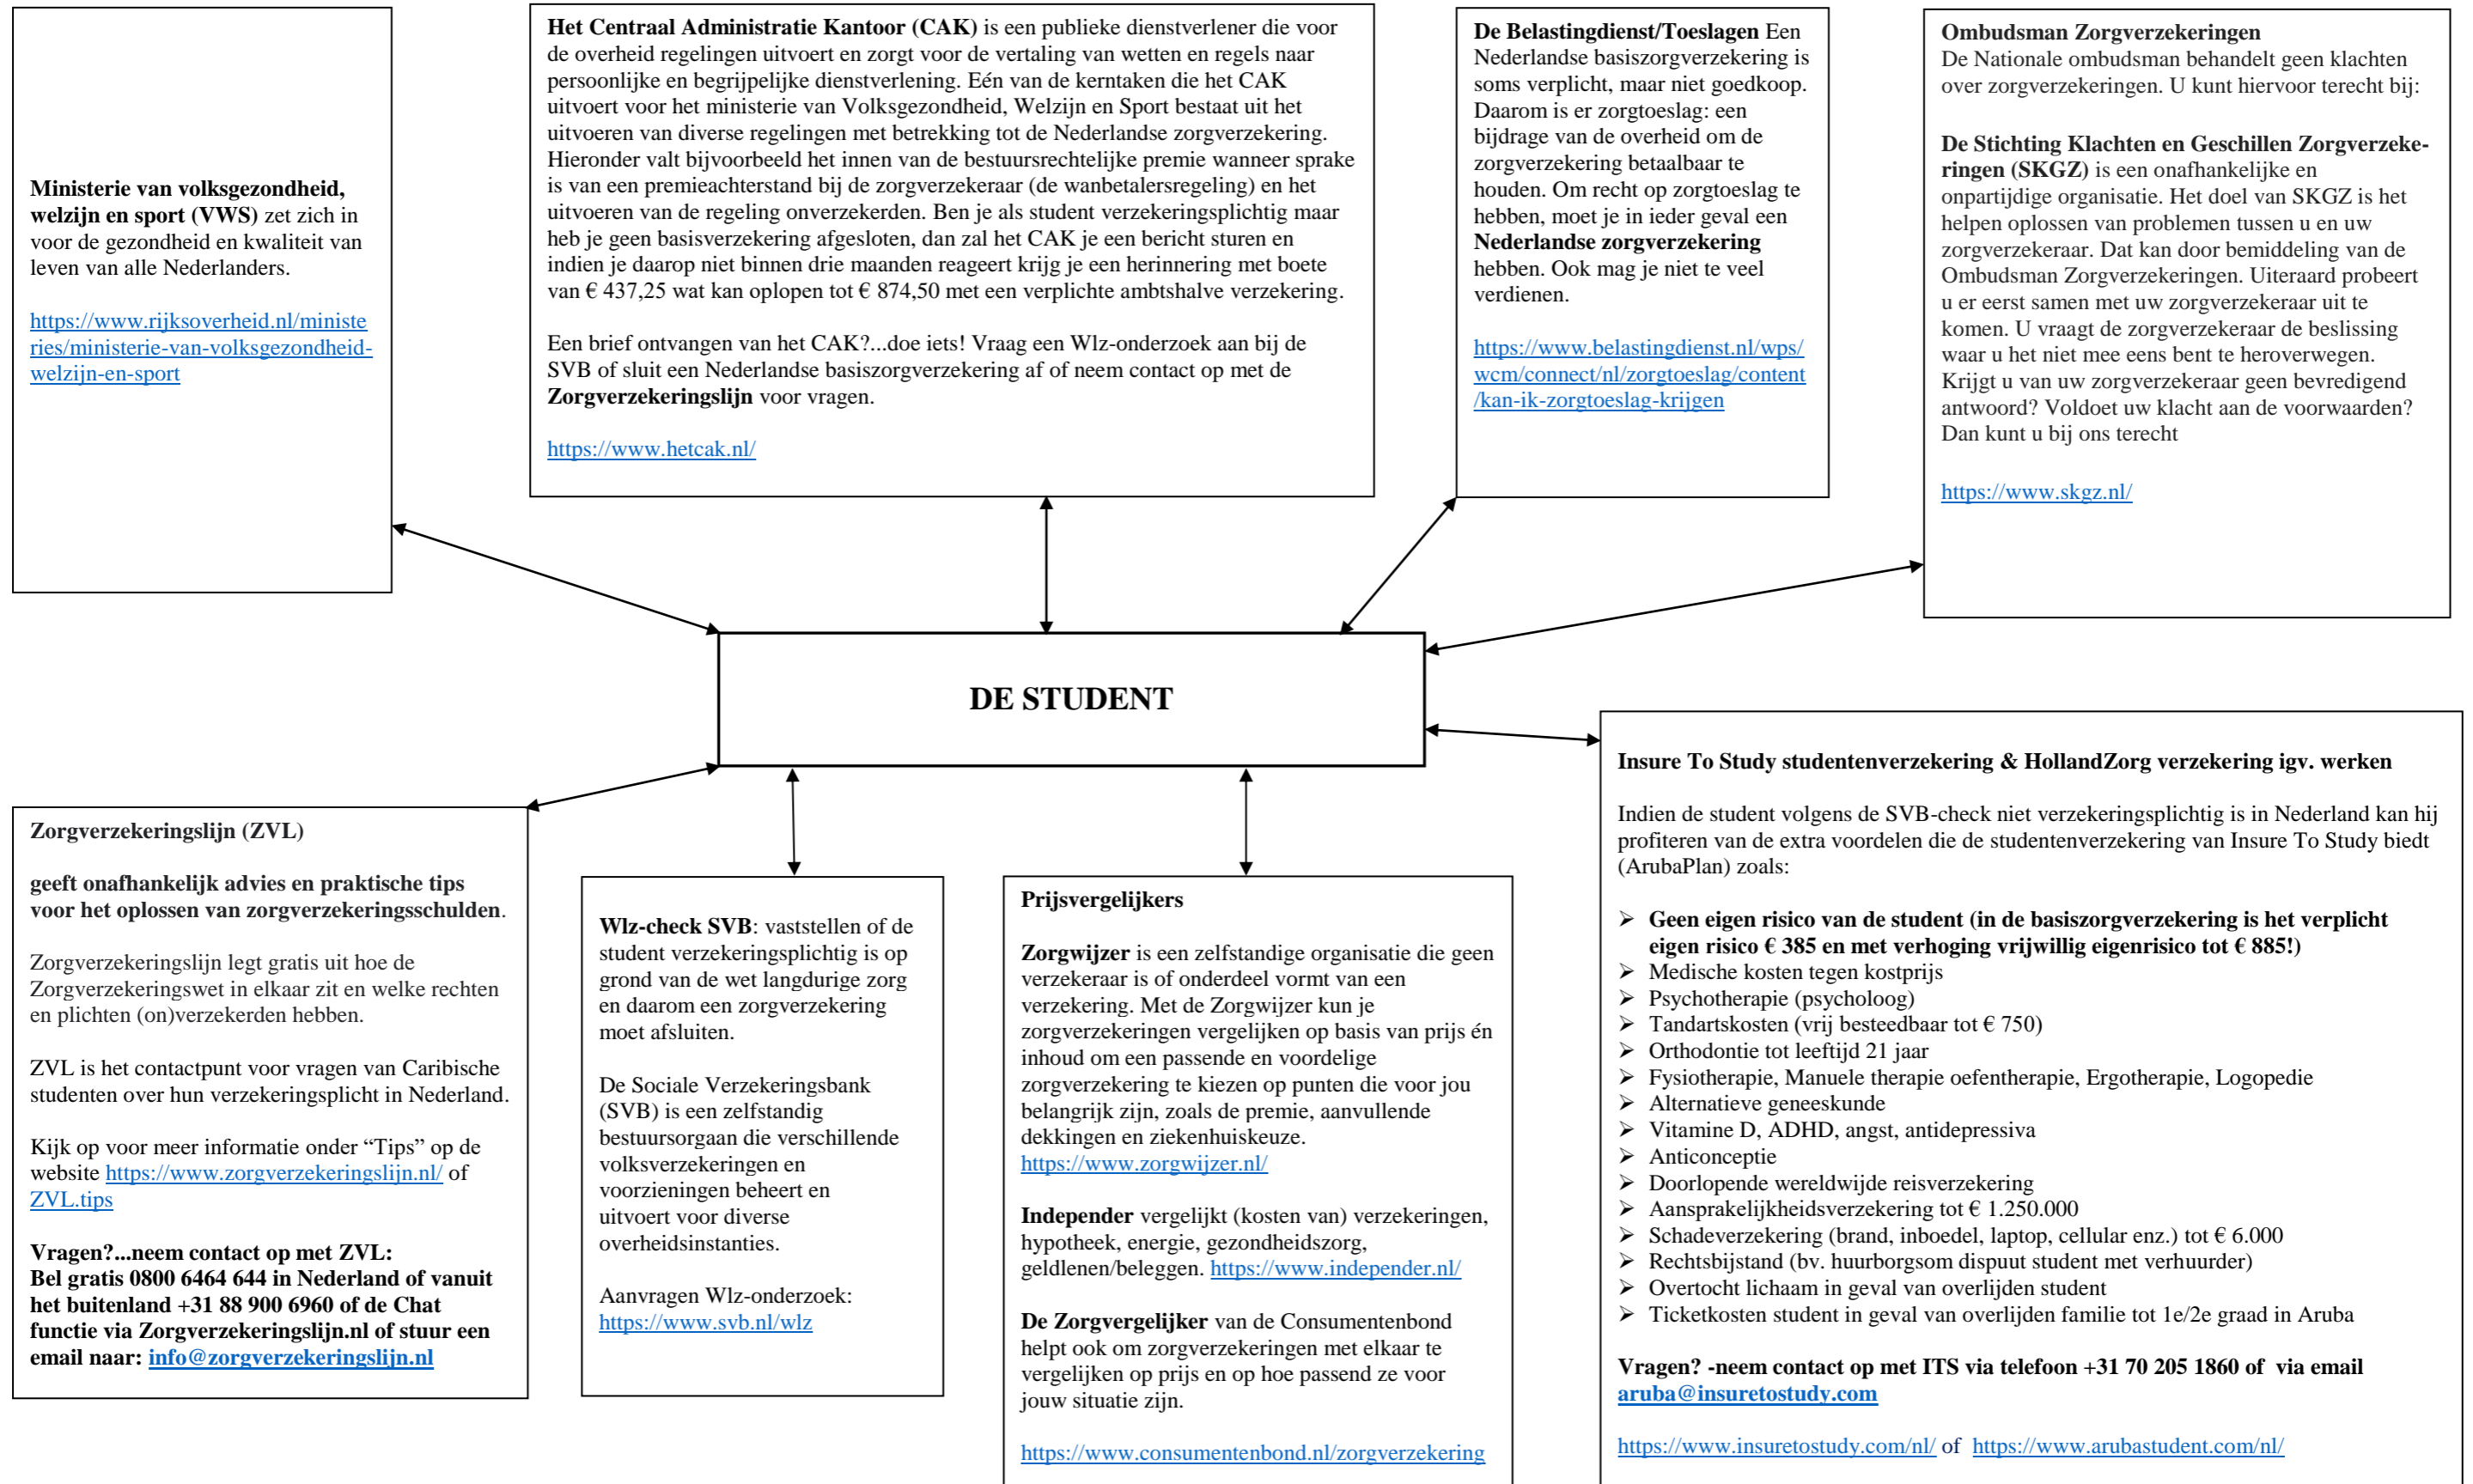 Ministerie van volksgezondheid,
welzijn en sport (VWS) zet zich in
voor de gezondheid en kwaliteit van
leven van alle Nederlanders.
https://www.rijksoverheid.nl/ministe
ries/ministerie-van-volksgezondheid-
welzijn-en-sport
Het Centraal Administratie Kantoor (CAK) is een publieke dienstverlener die voor
de overheid regelingen uitvoert en zorgt voor de vertaling van wetten en regels naar
persoonlijke en begrijpelijke dienstverlening. Eén van de kerntaken die het CAK
uitvoert voor het ministerie van Volksgezondheid, Welzijn en Sport bestaat uit het
uitvoeren van diverse regelingen met betrekking tot de Nederlandse zorgverzekering.
Hieronder valt bijvoorbeeld het innen van de bestuursrechtelijke premie wanneer sprake
is van een premieachterstand bij de zorgverzekeraar (de wanbetalersregeling) en het
uitvoeren van de regeling onverzekerden. Ben je als student verzekeringsplichtig maar
heb je geen basisverzekering afgesloten, dan zal het CAK je een bericht sturen en
indien je daarop niet binnen drie maanden reageert krijg je een herinnering met boete
van € 437,25 wat kan oplopen tot € 874,50 met een verplichte ambtshalve verzekering.
Een brief ontvangen van het CAK?...doe iets! Vraag een Wlz-onderzoek aan bij de
SVB of sluit een Nederlandse basiszorgverzekering af of neem contact op met de
Zorgverzekeringslijn voor vragen.
https://www.hetcak.nl/
De Belastingdienst/Toeslagen Een
Nederlandse basiszorgverzekering is
soms verplicht, maar niet goedkoop.
Daarom is er zorgtoeslag: een
bijdrage van de overheid om de
zorgverzekering betaalbaar te
houden. Om recht op zorgtoeslag te
hebben, moet je in ieder geval een
Nederlandse zorgverzekering
hebben. Ook mag je niet te veel
verdienen.
https://www.belastingdienst.nl/wps/
wcm/connect/nl/zorgtoeslag/content
/kan-ik-zorgtoeslag-krijgen
Ombudsman Zorgverzekeringen
De Nationale ombudsman behandelt geen klachten
over zorgverzekeringen. U kunt hiervoor terecht bij:
De Stichting Klachten en Geschillen Zorgverzeke-
ringen (SKGZ) is een onafhankelijke en
onpartijdige organisatie. Het doel van SKGZ is het
helpen oplossen van problemen tussen u en uw
zorgverzekeraar. Dat kan door bemiddeling van de
Ombudsman Zorgverzekeringen. Uiteraard probeert
u er eerst samen met uw zorgverzekeraar uit te
komen. U vraagt de zorgverzekeraar de beslissing
waar u het niet mee eens bent te heroverwegen.
Krijgt u van uw zorgverzekeraar geen bevredigend
antwoord? Voldoet uw klacht aan de voorwaarden?
Dan kunt u bij ons terecht
https://www.skgz.nl/
DE STUDENT
Zorgverzekeringslijn (ZVL)
geeft onafhankelijk advies en praktische tips
voor het oplossen van zorgverzekeringsschulden.
Zorgverzekeringslijn legt gratis uit hoe de
Zorgverzekeringswet in elkaar zit en welke rechten
en plichten (on)verzekerden hebben.
ZVL is het contactpunt voor vragen van Caribische
studenten over hun verzekeringsplicht in Nederland.
Kijk op voor meer informatie onder “Tips” op de
website https://www.zorgverzekeringslijn.nl/ of
ZVL.tips
Vragen?...neem contact op met ZVL:
Bel gratis 0800 6464 644 in Nederland of vanuit
het buitenland +31 88 900 6960 of de Chat
functie via Zorgverzekeringslijn.nl of stuur een
email naar: info@zorgverzekeringslijn.nl
Wlz-check SVB: vaststellen of de
student verzekeringsplichtig is op
grond van de wet langdurige zorg
en daarom een zorgverzekering
moet afsluiten.
De Sociale Verzekeringsbank
(SVB) is een zelfstandig
bestuursorgaan die verschillende
volksverzekeringen en
voorzieningen beheert en
uitvoert voor diverse
overheidsinstanties.
Aanvragen Wlz-onderzoek:
https://www.svb.nl/wlz
Prijsvergelijkers
Zorgwijzer is een zelfstandige organisatie die geen
verzekeraar is of onderdeel vormt van een
verzekering. Met de Zorgwijzer kun je
zorgverzekeringen vergelijken op basis van prijs én
inhoud om een passende en voordelige
zorgverzekering te kiezen op punten die voor jou
belangrijk zijn, zoals de premie, aanvullende
dekkingen en ziekenhuiskeuze.
https://www.zorgwijzer.nl/
Independer vergelijkt (kosten van) verzekeringen,
hypotheek, energie, gezondheidszorg,
geldlenen/beleggen. https://www.independer.nl/
De Zorgvergelijker van de Consumentenbond
helpt ook om zorgverzekeringen met elkaar te
vergelijken op prijs en op hoe passend ze voor
jouw situatie zijn.
https://www.consumentenbond.nl/zorgverzekering
Insure To Study studentenverzekering & HollandZorg verzekering igv. werken
Indien de student volgens de SVB-check niet verzekeringsplichtig is in Nederland kan hij
profiteren van de extra voordelen die de studentenverzekering van Insure To Study biedt
(ArubaPlan) zoals:
➢ Geen eigen risico van de student (in de basiszorgverzekering is het verplicht
eigen risico € 385 en met verhoging vrijwillig eigenrisico tot € 885!)
➢ Medische kosten tegen kostprijs
➢ Psychotherapie (psycholoog)
➢ Tandartskosten (vrij besteedbaar tot € 750)
➢ Orthodontie tot leeftijd 21 jaar
➢ Fysiotherapie, Manuele therapie oefentherapie, Ergotherapie, Logopedie
➢ Alternatieve geneeskunde
➢ Vitamine D, ADHD, angst, antidepressiva
➢ Anticonceptie
➢ Doorlopende wereldwijde reisverzekering
➢ Aansprakelijkheidsverzekering tot € 1.250.000
➢ Schadeverzekering (brand, inboedel, laptop, cellular enz.) tot € 6.000
➢ Rechtsbijstand (bv. huurborgsom dispuut student met verhuurder)
➢ Overtocht lichaam in geval van overlijden student
➢ Ticketkosten student in geval van overlijden familie tot 1e/2e graad in Aruba
Vragen? -neem contact op met ITS via telefoon +31 70 205 1860 of via email
aruba@insuretostudy.com
https://www.insuretostudy.com/nl/ of https://www.arubastudent.com/nl/